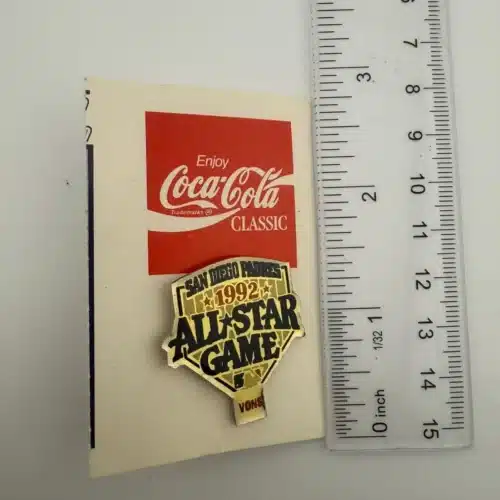 Enjoy
Coca-Cola
Trademarks ®
CLASSIC
SAN DIEGO PADRES
1992
ALL★STAR
GAME
VONS
6
7
8
9
10
11
12
13
14
15
3
2
1
1/32
0 inch